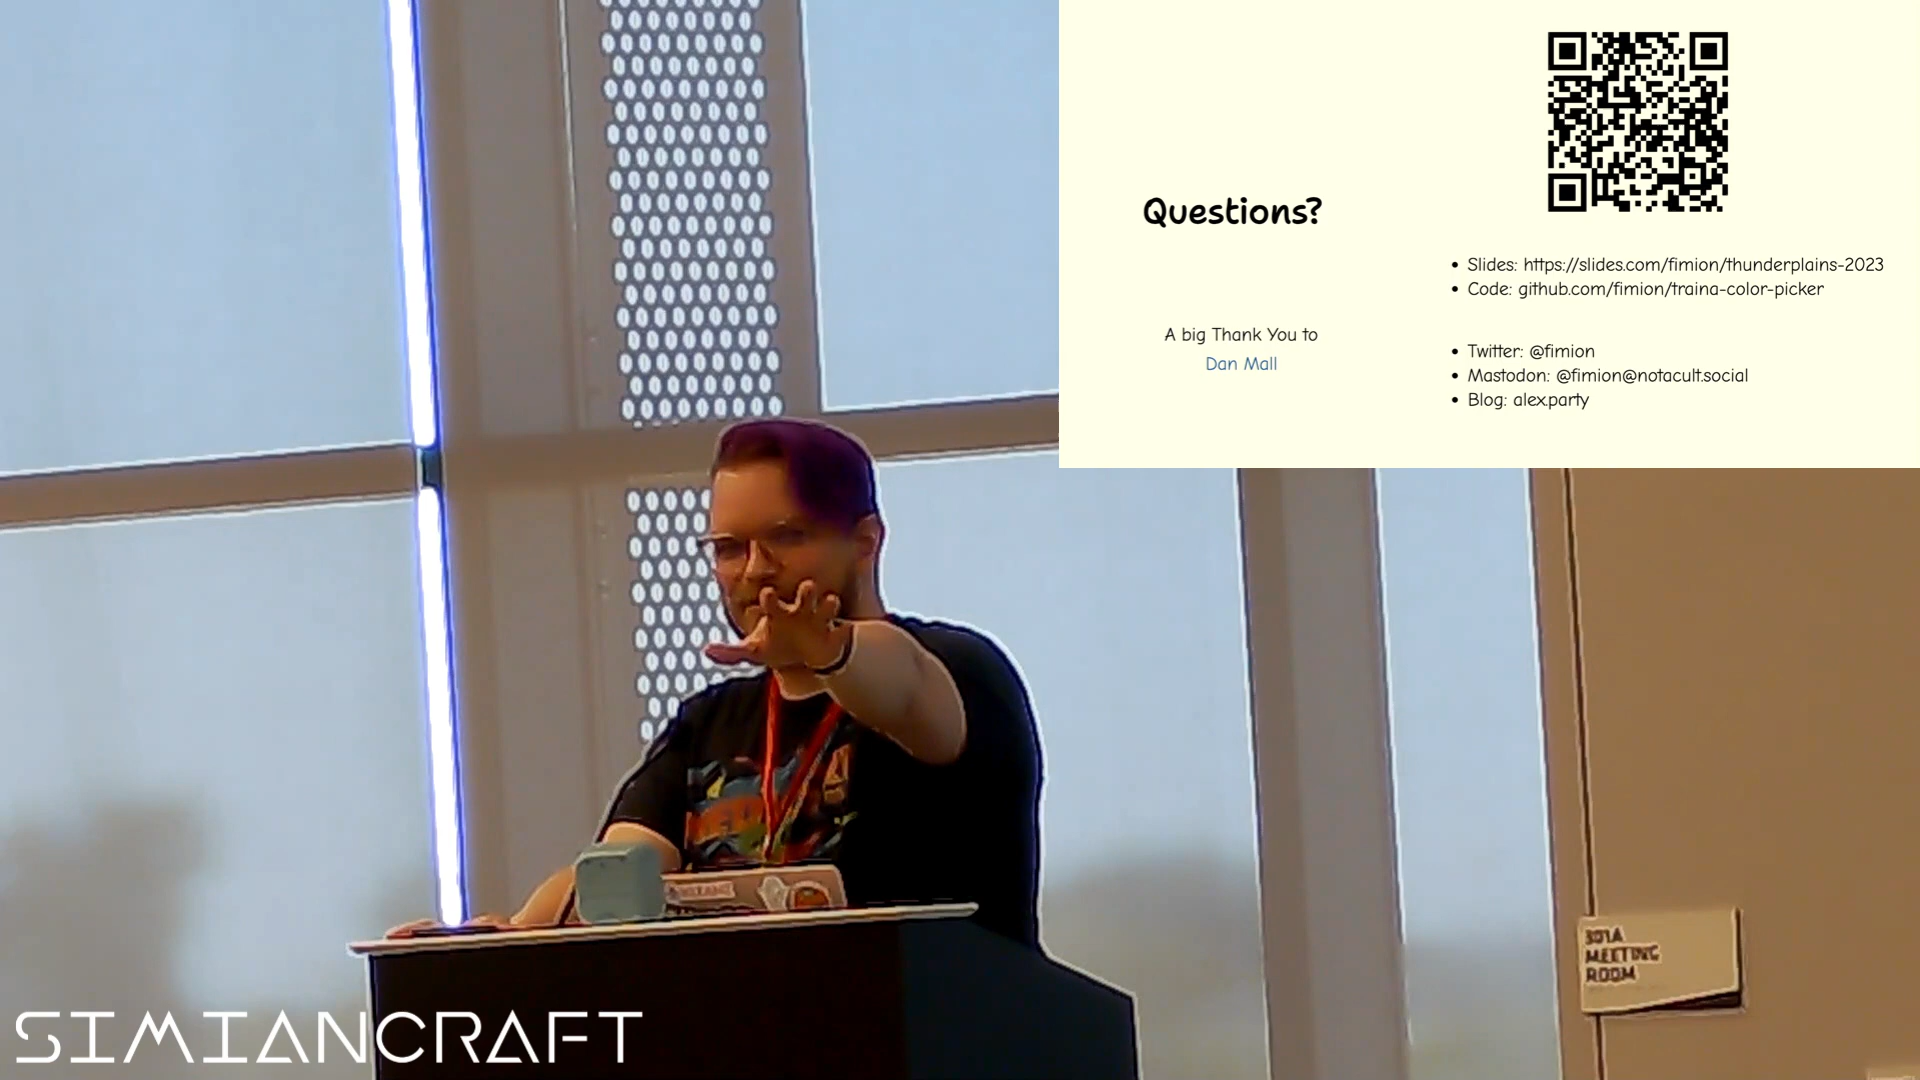 Questions?
A big Thank You to
Dan Mall
Slides: https://slides.com/fimion/thunderplains-2023
Code: github.com/fimion/traina-color-picker
Twitter: @fimion
Mastodon: @fimion@notacult.social
Blog: alex.party
301A
MEETING
ROOM
SIMIANCRAFT